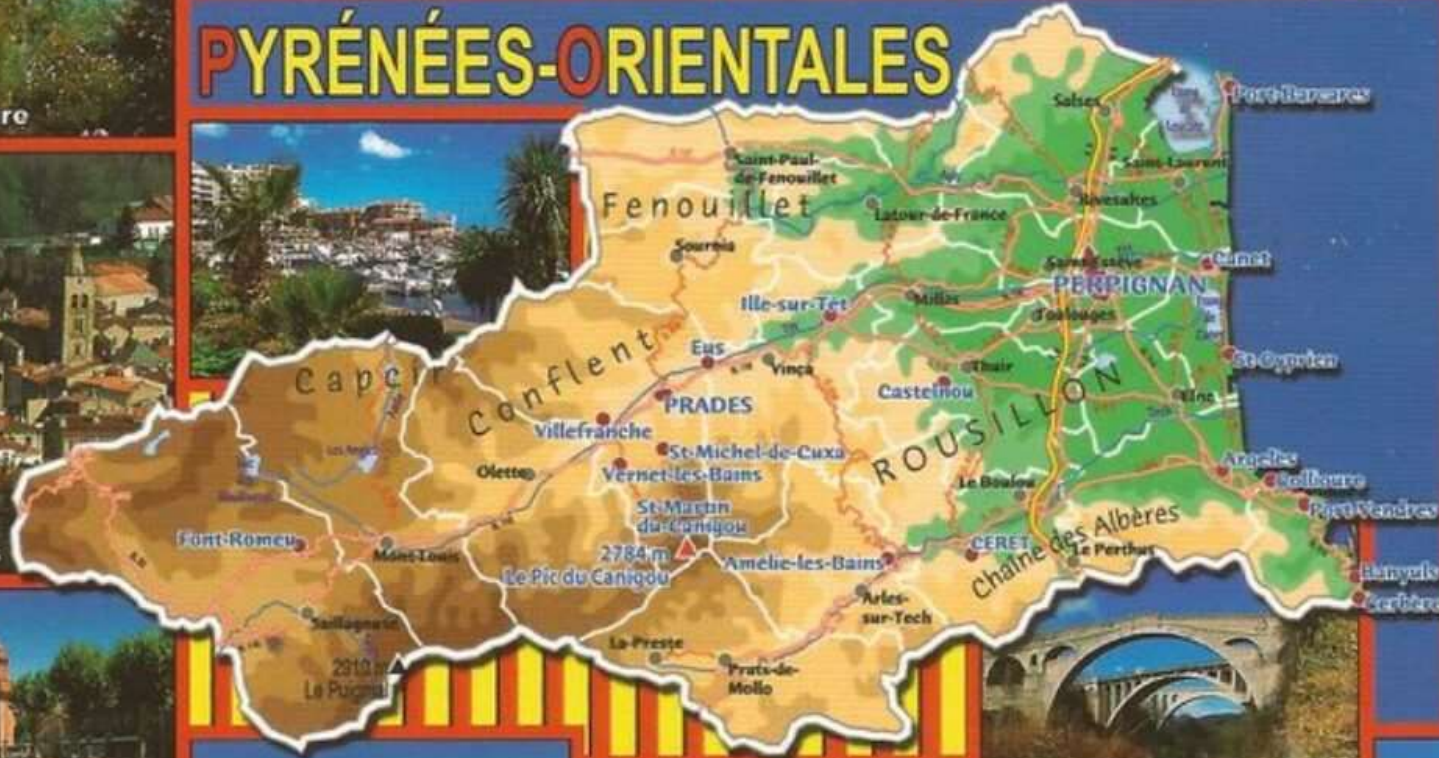 re
PYRÉNÉES-ORIENTALES
Port-Barcares
Salses
Saint-Paul-
de-Fenouillet
Saint-Laurent
Fenouillet
Agly
Rivesaltes
Latour-de-France
Sournia
Saint-Estève
Canet
PERPIGNAN
Ille-sur-Têt
Millas
Toulouges
Eus
Vinça
Thuir
St-Cyprien
Capcir
Conflent
Castelnou
PRADES
Elne
Villefranche
ROUSILLON
St-Michel-de-Cuxa
Olette
Vernet-les-Bains
Argelès
Le Boulou
Collioure
St-Martin
du-Canigou
Port-Vendres
Font-Romeu
Mont-Louis
2784 m
Le Pic du Canigou
Amélie-les-Bains
CERET
Chaîne des Albères
Le Perthus
Banyuls
Cerbère
Arles-
sur-Tech
Saillagouse
La-Preste
Prats-de-
Mollo
2910 m
Le Puigmal